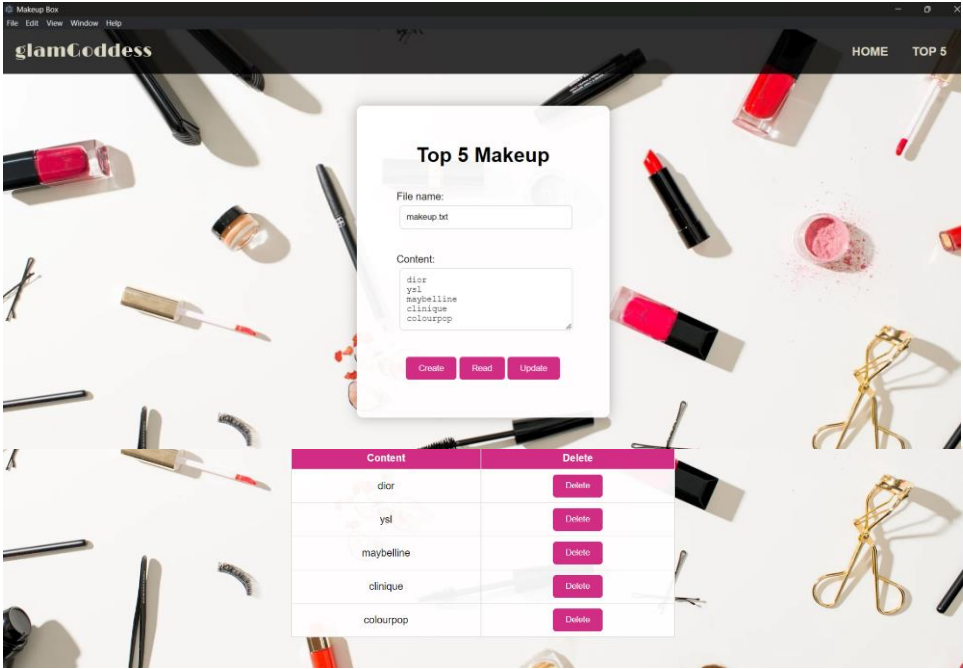 Makeup Box
File Edit View Window Help
glamGoddess
HOME TOP 5
Top 5 Makeup
File name:
makeup.txt
Content:
dior
ysl
maybelline
clinique
colourpop
Create Read Update
Content Delete
dior Delete
ysl Delete
maybelline Delete
clinique Delete
colourpop Delete